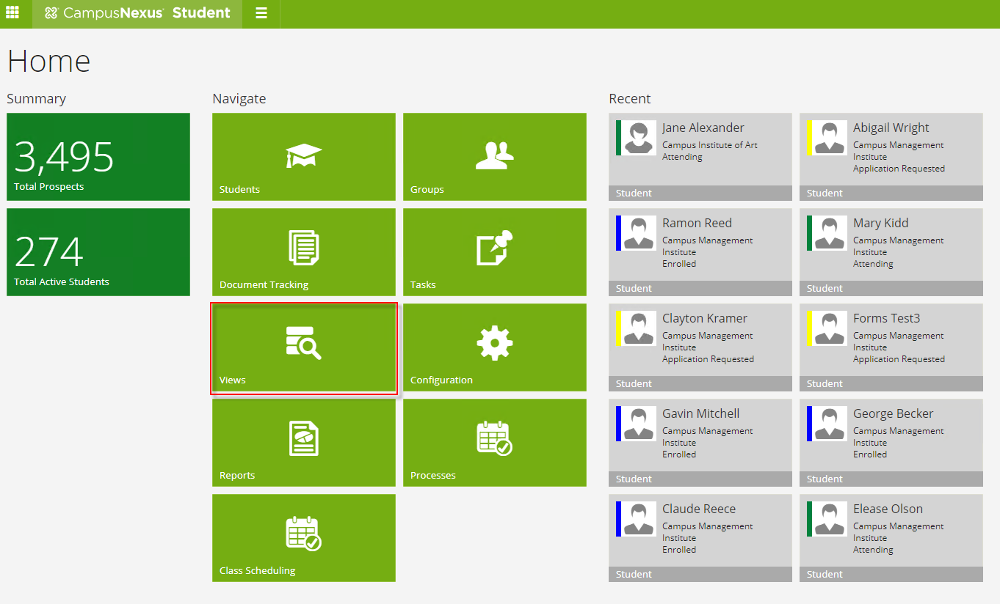 CampusNexus Student
Home
Summary
3,495
Total Prospects
274
Total Active Students
Navigate
Students
Groups
Document Tracking
Tasks
Views
Configuration
Reports
Processes
Class Scheduling
Recent
Jane Alexander
Campus Institute of Art
Attending
Student
Abigail Wright
Campus Management
Institute
Application Requested
Student
Ramon Reed
Campus Management
Institute
Enrolled
Student
Mary Kidd
Campus Management
Institute
Attending
Student
Clayton Kramer
Campus Management
Institute
Application Requested
Student
Forms Test3
Campus Management
Institute
Application Requested
Student
Gavin Mitchell
Campus Management
Institute
Enrolled
Student
George Becker
Campus Management
Institute
Enrolled
Student
Claude Reece
Campus Management
Institute
Enrolled
Student
Elease Olson
Campus Management
Institute
Attending
Student